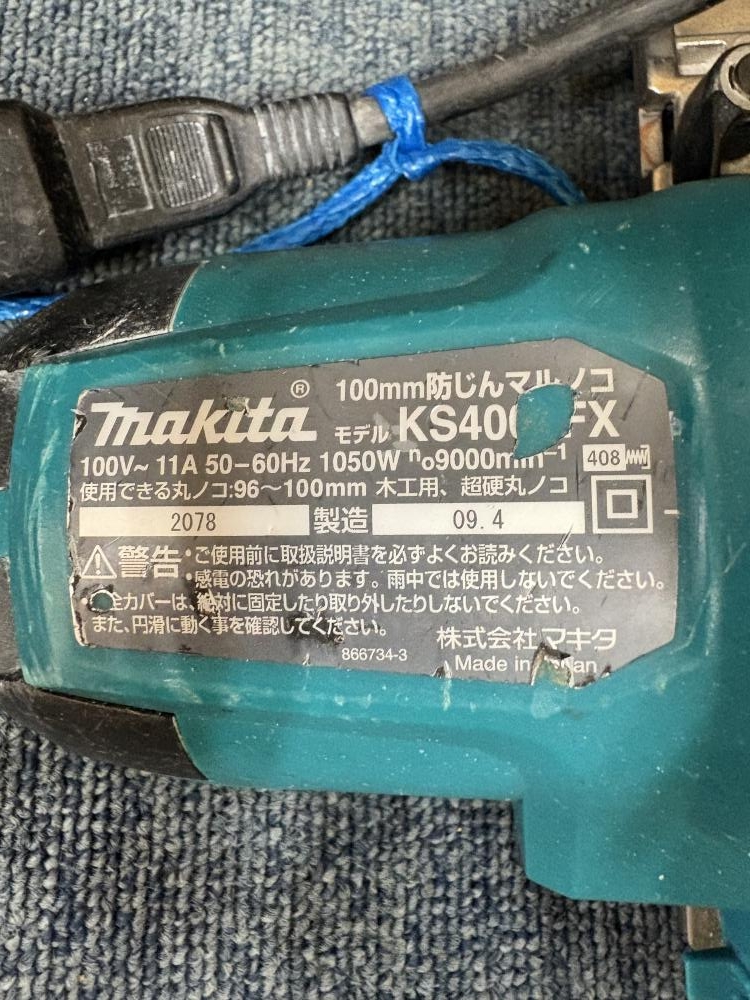 makita ® 100mm防じんマルノコ
モデル KS400 FX
100V~ 11A 50-60Hz 1050W n₀9000min⁻¹
408
使用できる丸ノコ:96〜100mm 木工用、超硬丸ノコ
2078 製造 09.4
警告・ご使用前に取扱説明書を必ずよくお読みください。
・感電の恐れがあります。雨中では使用しないでください。
全カバーは、絶対に固定したり取り外したりしないでください。
また、円滑に動く事を確認してください。
866734-3
株式会社マキタ
Made in Japan